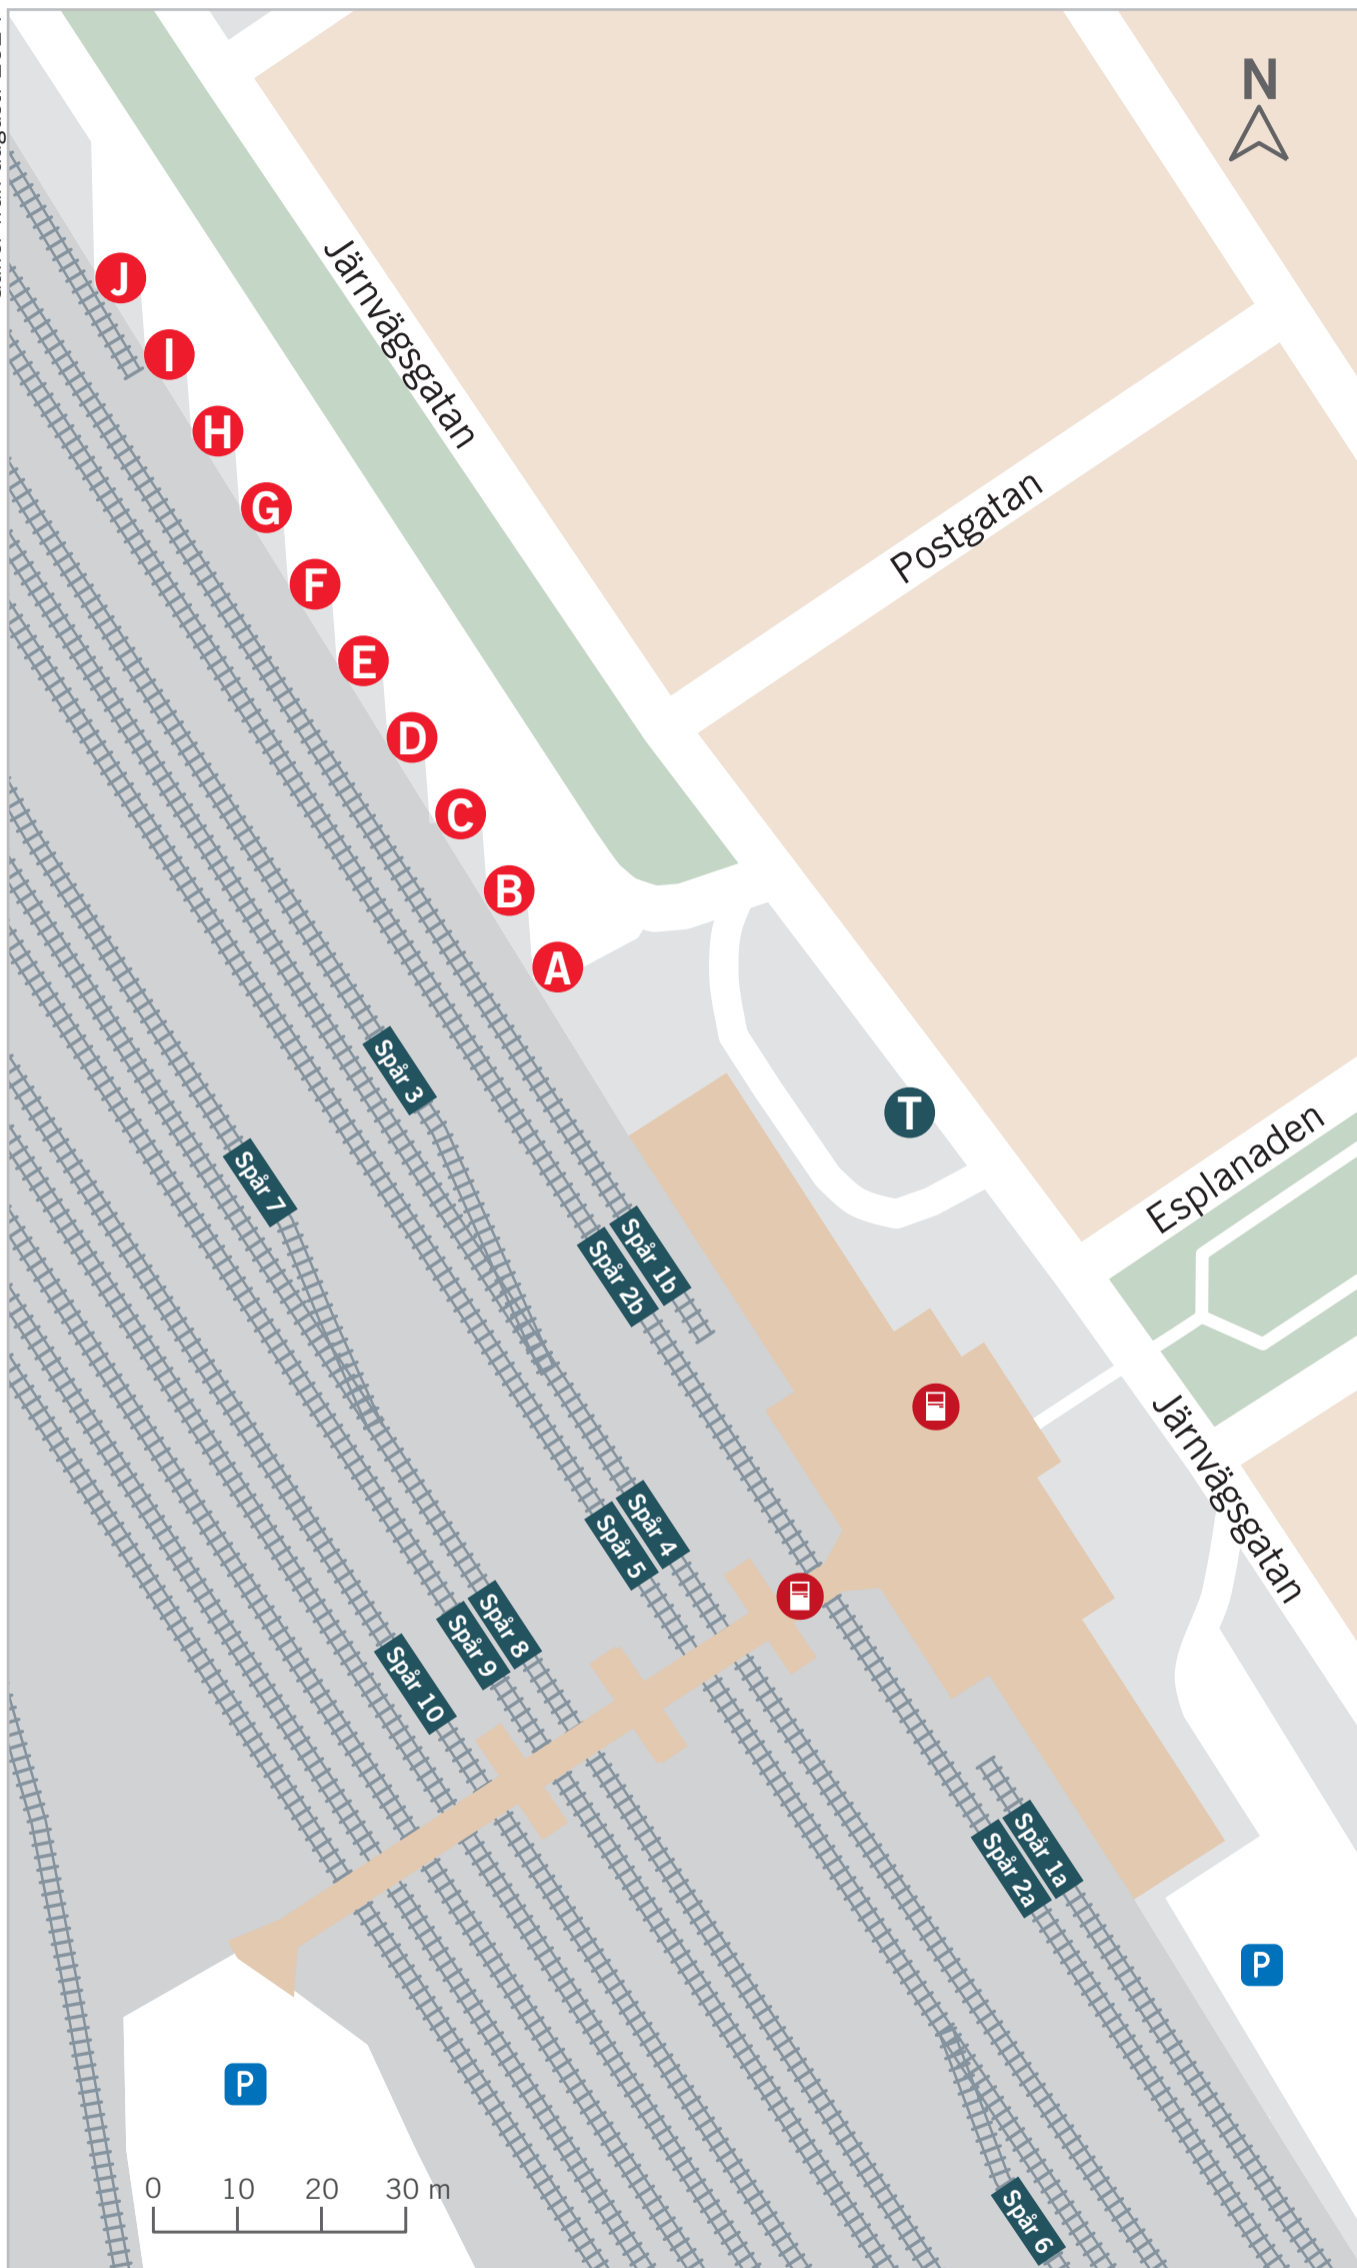 N
Järnvägsgatan
J
I
H
G
F
E
D
C
B
A
Postgatan
Spår 3
Spår 7
T
Esplanaden
Spår 1b
Spår 2b
Järnvägsgatan
Spår 4
Spår 5
Spår 8
Spår 9
Spår 10
Spår 1a
Spår 2a
P
P
0 10 20 30 m
Spår 6